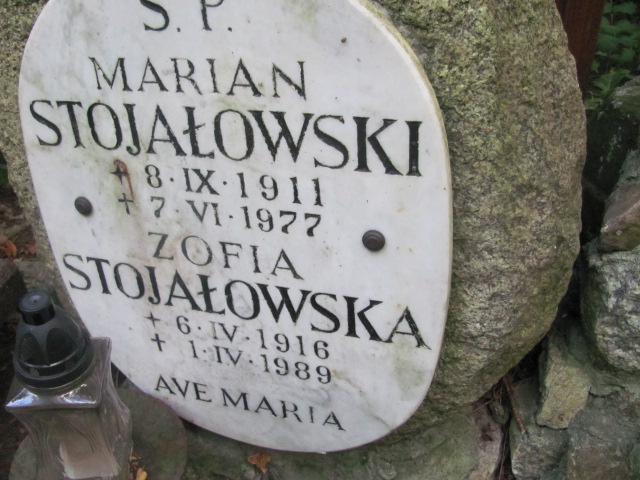 Ś.P.
MARIAN
STOJAŁOWSKI
* 8·IX·1911
✝ 7·VI·1977
ZOFIA
STOJAŁOWSKA
* 6·IV·1916
✝ 1·IV·1989
AVE MARIA